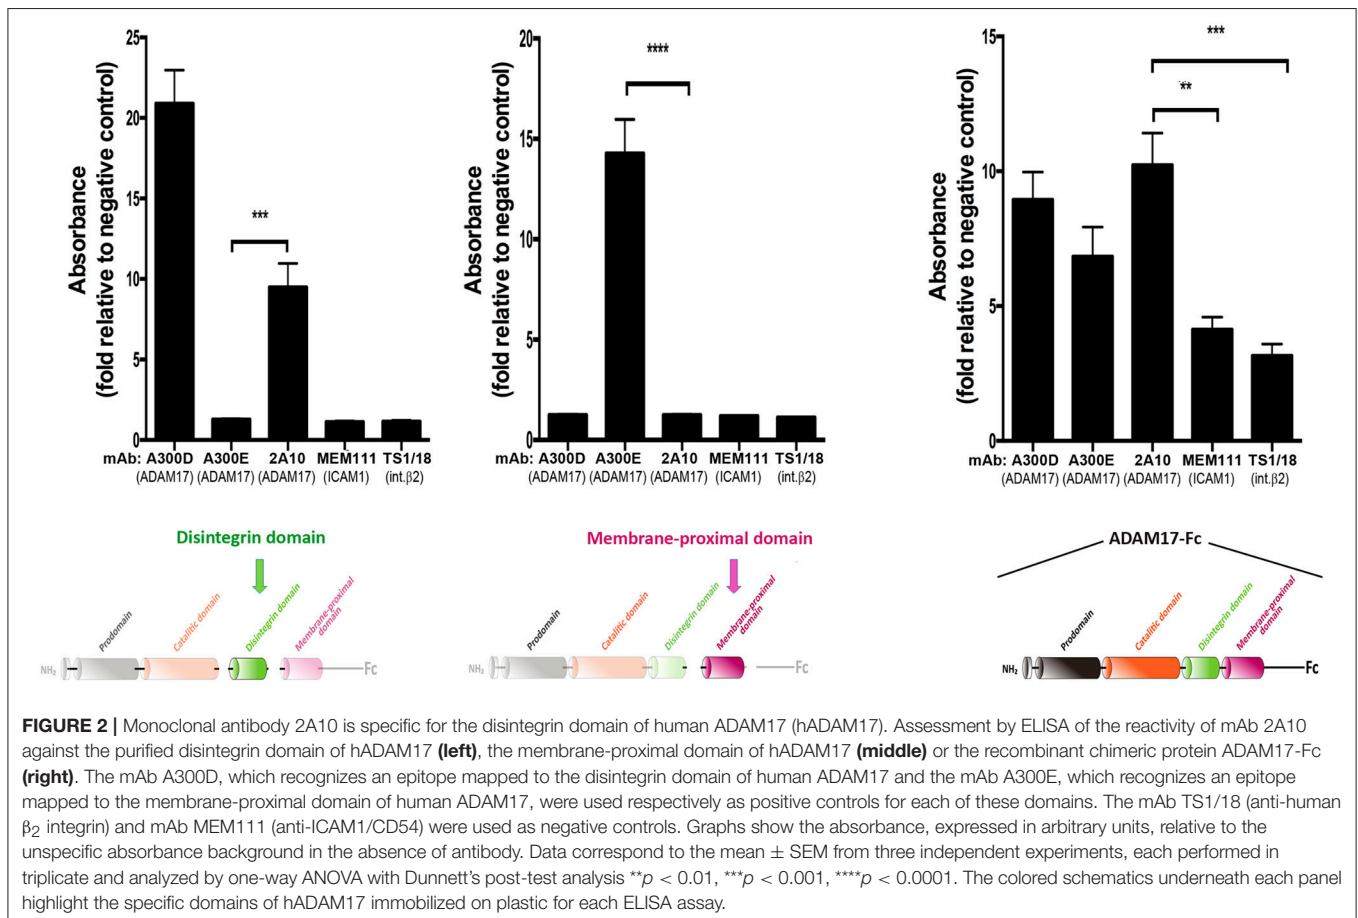 Absorbance
(fold relative to negative control)
25
20
15
10
5
0
***
mAb: A300D A300E 2A10 MEM111 TS1/18
(ADAM17) (ADAM17) (ADAM17) (ICAM1) (int.β2)
Disintegrin domain
Prodomain
Catalitic domain
Disintegrin domain
Membrane-proximal
domain
NH₂
Fc
Absorbance
(fold relative to negative control)
20
15
10
5
0
****
mAb: A300D A300E 2A10 MEM111 TS1/18
(ADAM17) (ADAM17) (ADAM17) (ICAM1) (int.β2)
Membrane-proximal domain
Prodomain
Catalitic domain
Disintegrin domain
Membrane-proximal
domain
NH₂
Fc
Absorbance
(fold relative to negative control)
15
10
5
0
***
**
mAb: A300D A300E 2A10 MEM111 TS1/18
(ADAM17) (ADAM17) (ADAM17) (ICAM1) (int.β2)
ADAM17-Fc
Prodomain
Catalitic domain
Disintegrin domain
Membrane-proximal
domain
NH₂
Fc
FIGURE 2 | Monoclonal antibody 2A10 is specific for the disintegrin domain of human ADAM17 (hADAM17). Assessment by ELISA of the reactivity of mAb 2A10
against the purified disintegrin domain of hADAM17 (left), the membrane-proximal domain of hADAM17 (middle) or the recombinant chimeric protein ADAM17-Fc
(right). The mAb A300D, which recognizes an epitope mapped to the disintegrin domain of human ADAM17 and the mAb A300E, which recognizes an epitope
mapped to the membrane-proximal domain of human ADAM17, were used respectively as positive controls for each of these domains. The mAb TS1/18 (anti-human
β₂ integrin) and mAb MEM111 (anti-ICAM1/CD54) were used as negative controls. Graphs show the absorbance, expressed in arbitrary units, relative to the
unspecific absorbance background in the absence of antibody. Data correspond to the mean ± SEM from three independent experiments, each performed in
triplicate and analyzed by one-way ANOVA with Dunnett's post-test analysis **p < 0.01, ***p < 0.001, ****p < 0.0001. The colored schematics underneath each panel
highlight the specific domains of hADAM17 immobilized on plastic for each ELISA assay.